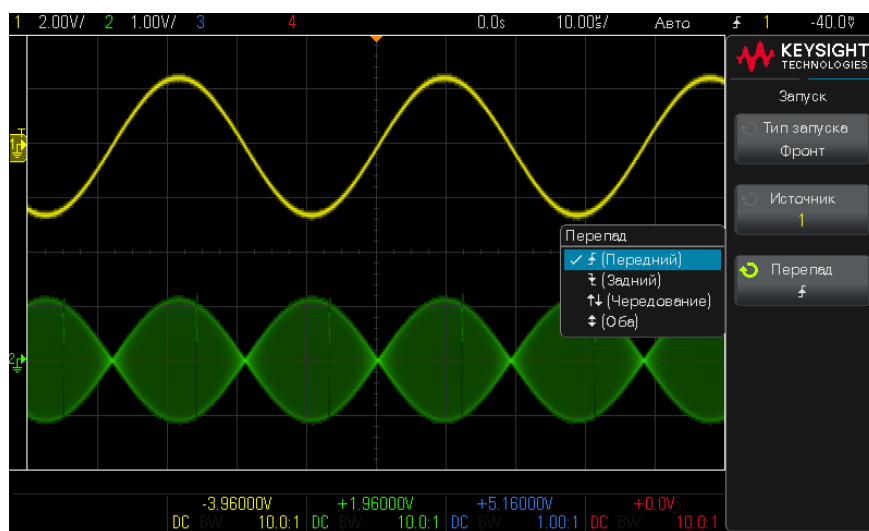 1 2.00V/ 2 1.00V/ 3 4 0.0s 10.00㎲/ Авто 1 -40.0
KEYSIGHT
TECHNOLOGIES
Запуск
Тип запуска
Фронт
Источник
1
Перепад
Перепад
✓ (Передний)
(Задний)
↑↓ (Чередование)
↕ (Оба)
T
1
2
-3.96000V +1.96000V +5.16000V +0.0V
DC BW 10.0:1 DC BW 10.0:1 DC BW 1.00:1 DC BW 10.0:1